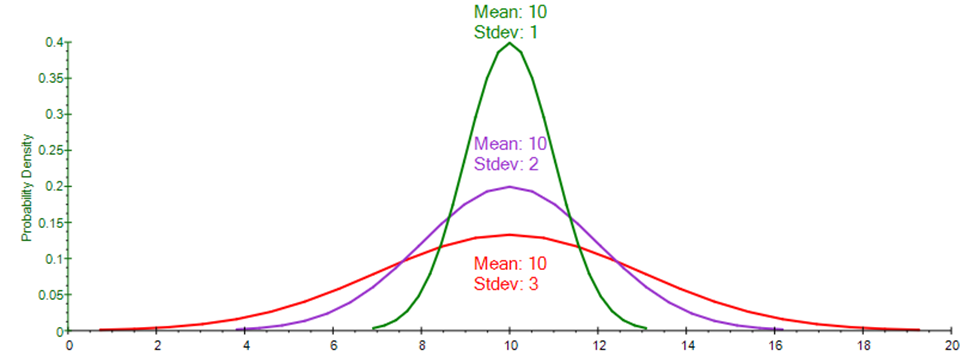 Mean: 10
Stdev: 1
0.4
0.35
0.3
0.25
0.2
0.15
0.1
0.05
0
Probability Density
Mean: 10
Stdev: 2
Mean: 10
Stdev: 3
0 2 4 6 8 10 12 14 16 18 20